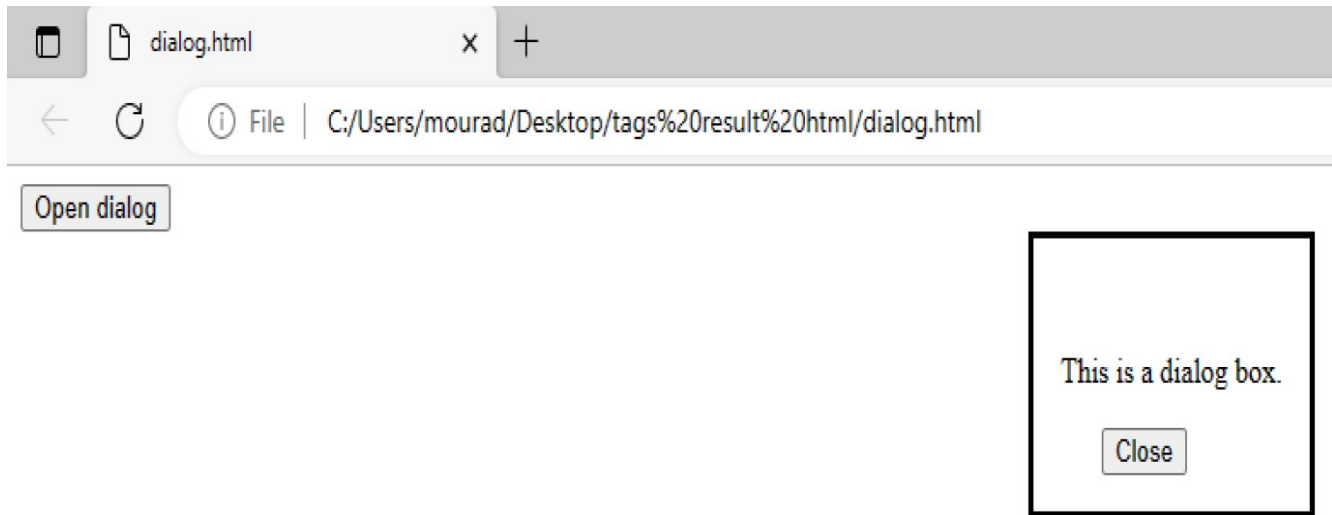 dialog.html
File C:/Users/mourad/Desktop/tags%20result%20html/dialog.html
Open dialog
This is a dialog box.
Close